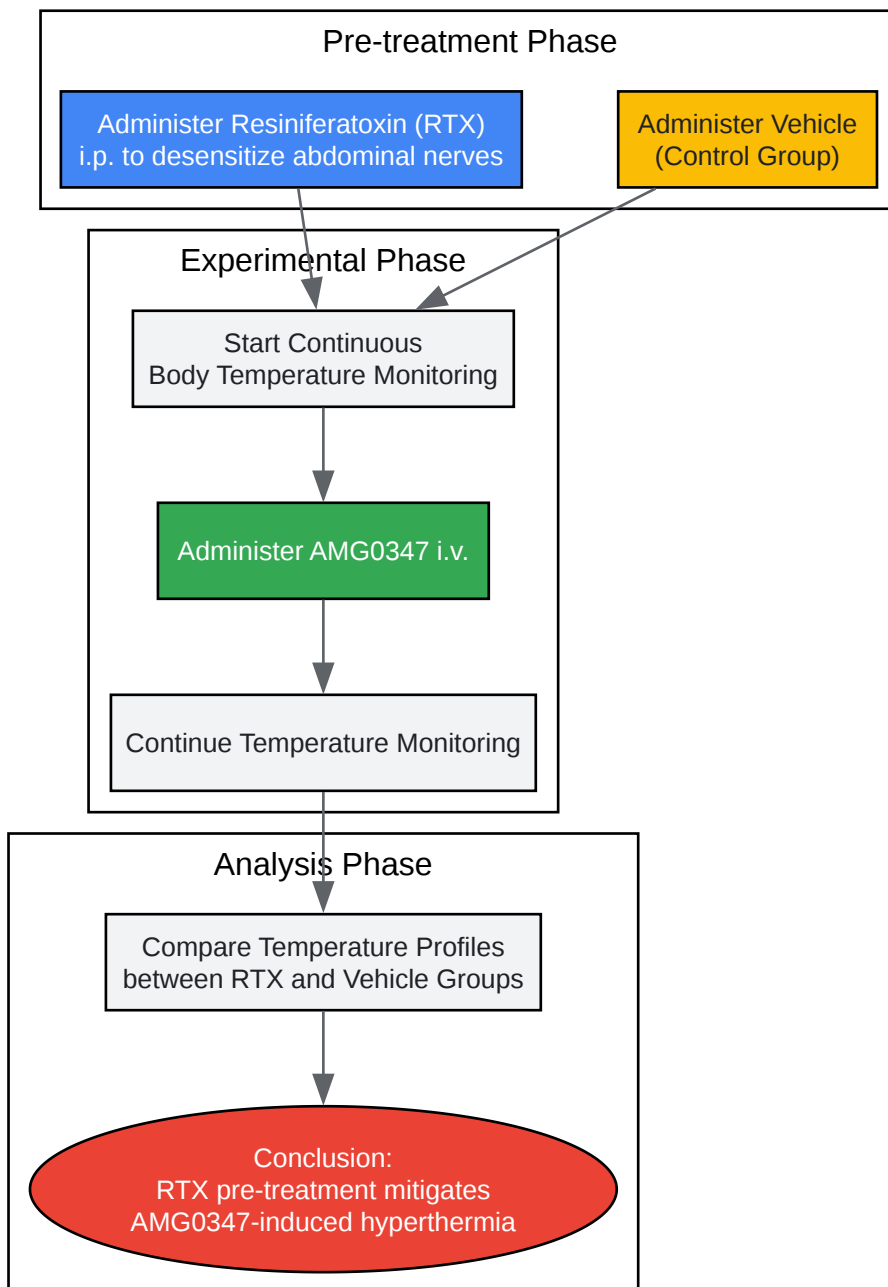 Pre-treatment Phase
Administer Resiniferatoxin (RTX)
i.p. to desensitize abdominal nerves
Administer Vehicle
(Control Group)
Experimental Phase
Start Continuous
Body Temperature Monitoring
Administer AMG0347 i.v.
Continue Temperature Monitoring
Analysis Phase
Compare Temperature Profiles
between RTX and Vehicle Groups
Conclusion:
RTX pre-treatment mitigates
AMG0347-induced hyperthermia